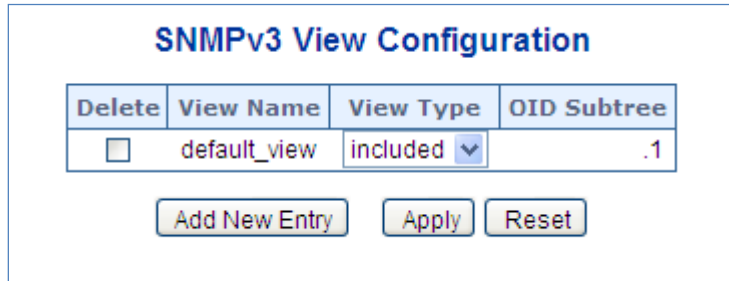 SNMPv3 View Configuration
Delete View Name View Type OID Subtree
default_view included .1
Add New Entry Apply Reset